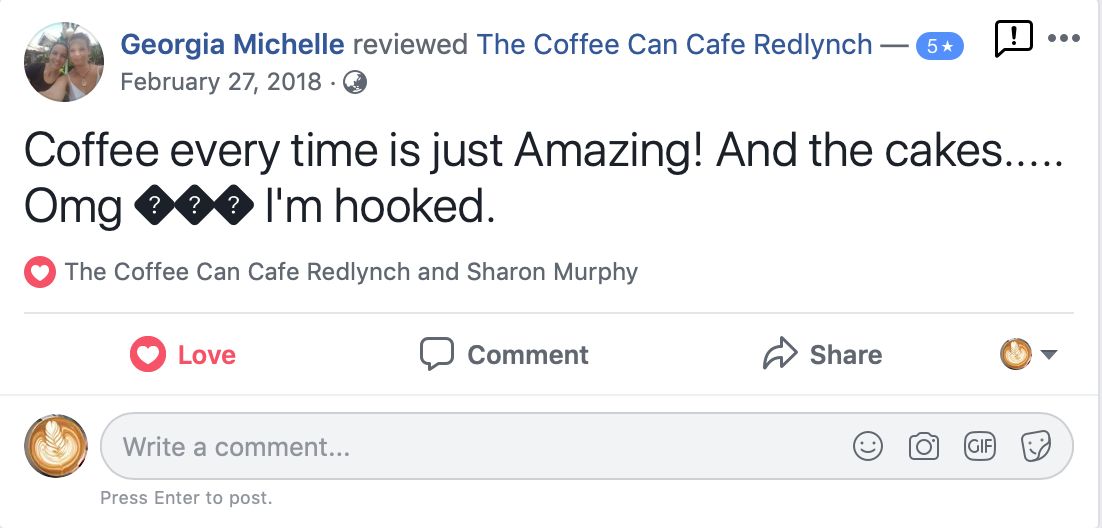 Georgia Michelle reviewed The Coffee Can Cafe Redlynch — 5★
February 27, 2018 ·
Coffee every time is just Amazing! And the cakes.....
Omg ��� I'm hooked.
The Coffee Can Cafe Redlynch and Sharon Murphy
Love Comment Share
Write a comment... GIF
Press Enter to post.